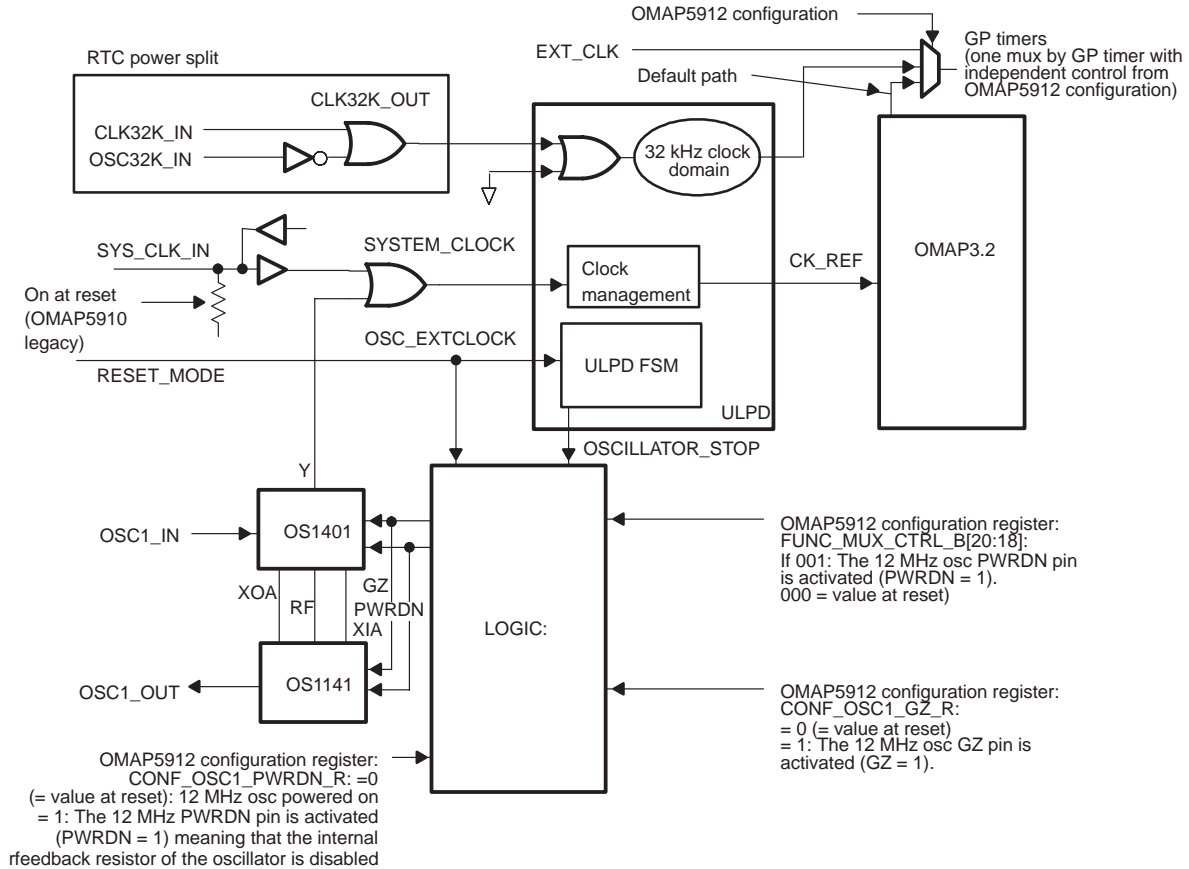 OMAP5912 configuration
EXT_CLK
GP timers
(one mux by GP timer with
independent control from
OMAP5912 configuration)
Default path
RTC power split
CLK32K_OUT
CLK32K_IN
OSC32K_IN
32 kHz clock
domain
SYS_CLK_IN
SYSTEM_CLOCK
Clock
management
CK_REF
OMAP3.2
On at reset
(OMAP5910
legacy)
OSC_EXTCLOCK
RESET_MODE
ULPD FSM
ULPD
OSCILLATOR_STOP
Y
OSC1_IN
OS1401
XOA
RF
GZ
PWRDN
XIA
LOGIC:
OMAP5912 configuration register:
FUNC_MUX_CTRL_B[20:18]:
If 001: The 12 MHz osc PWRDN pin
is activated (PWRDN = 1).
000 = value at reset)
OSC1_OUT
OS1141
OMAP5912 configuration register:
CONF_OSC1_GZ_R:
= 0 (= value at reset)
= 1: The 12 MHz osc GZ pin is
activated (GZ = 1).
OMAP5912 configuration register:
CONF_OSC1_PWRDN_R: =0
(= value at reset): 12 MHz osc powered on
= 1: The 12 MHz PWRDN pin is activated
(PWRDN = 1) meaning that the internal
rfeedback resistor of the oscillator is disabled